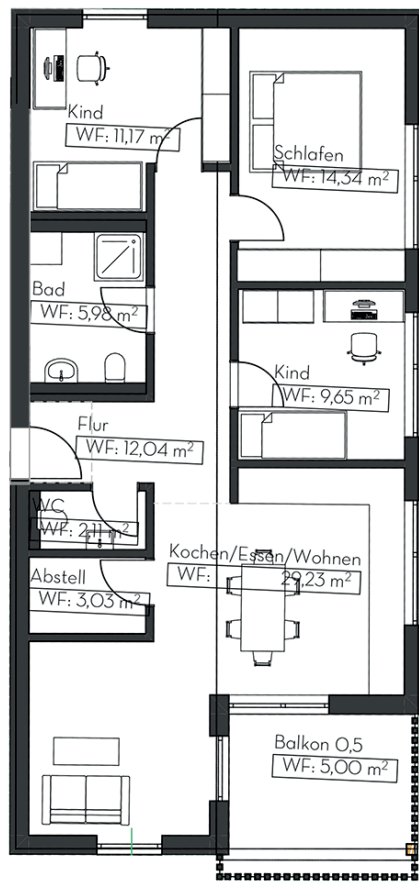 Kind
WF: 11,17 m²
Schlafen
WF: 14,34 m²
Bad
WF: 5,98 m²
Kind
WF: 9,65 m²
Flur
WF: 12,04 m²
WC
WF: 2,11 m²
Kochen/Essen/Wohnen
WF: 29,23 m²
Abstell
WF: 3,03 m²
Balkon 0,5
WF: 5,00 m²